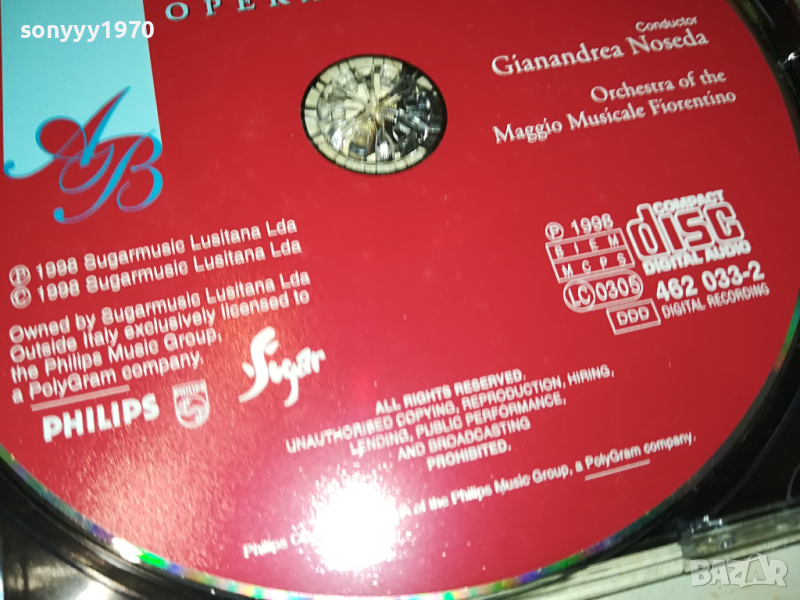 sonyyy1970
Conductor
Gianandrea Noseda
Orchestra of the
Maggio Musicale Fiorentino
AB
℗ 1998 Sugarmusic Lusitana Lda
© 1998 Sugarmusic Lusitana Lda
Owned by Sugarmusic Lusitana Lda
Outside Italy exclusively licensed to
the Philips Music Group,
a PolyGram company.
PHILIPS
PHILIPS
Sugar
℗ 1998
BIEM
MCPS
LC 0305
DDD
COMPACT
disc
DIGITAL AUDIO
462 033-2
DIGITAL RECORDING
ALL RIGHTS RESERVED.
UNAUTHORISED COPYING, REPRODUCTION, HIRING,
LENDING, PUBLIC PERFORMANCE,
AND BROADCASTING
PROHIBITED.
Philips of the Philips Music Group, a PolyGram company.
BAZAR